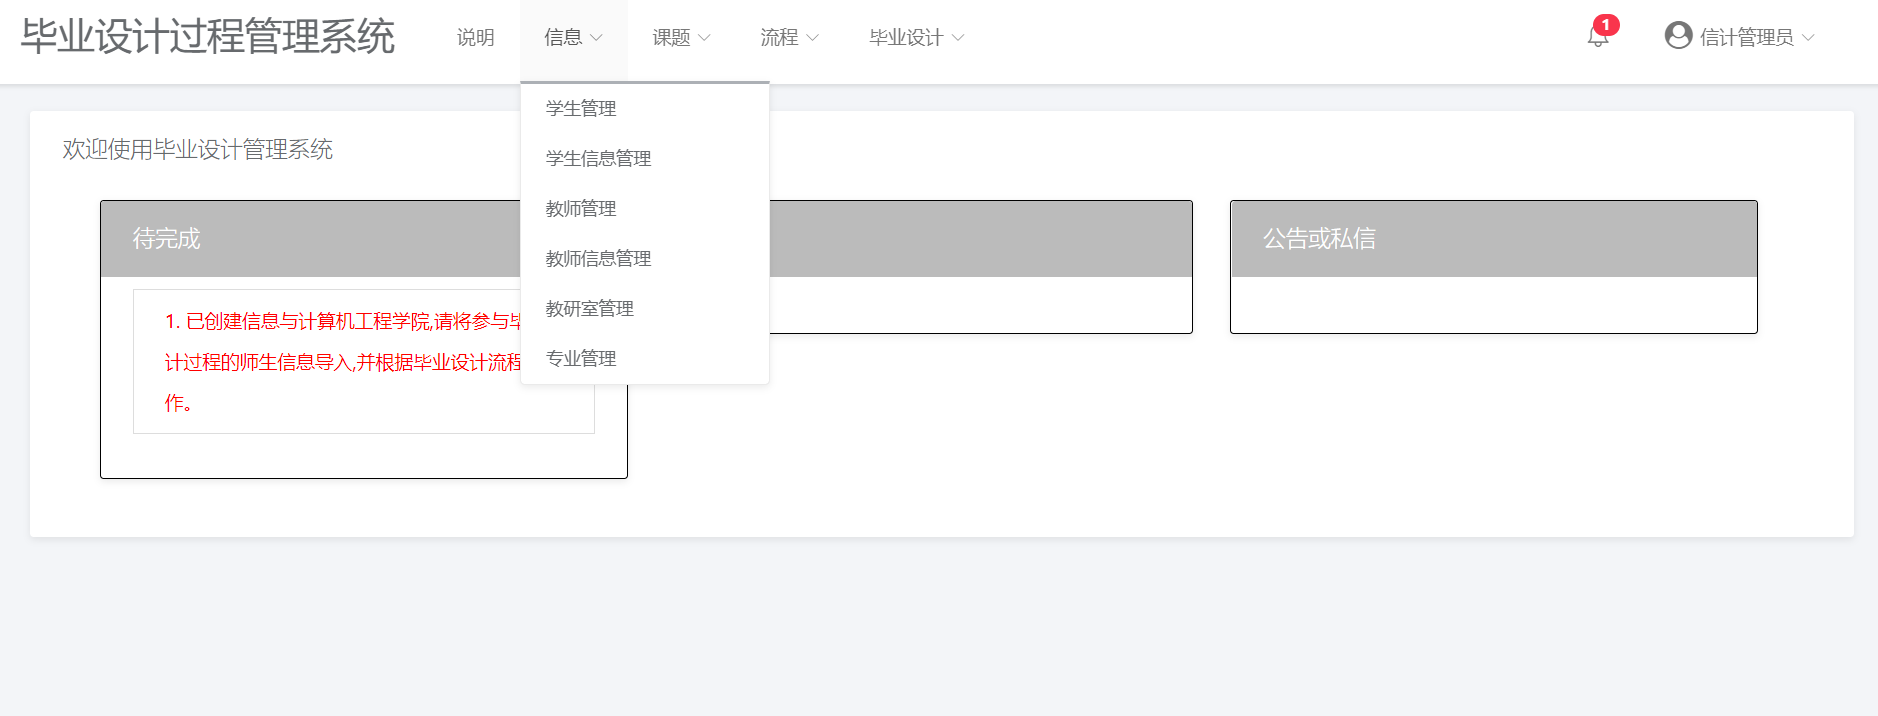 毕业设计过程管理系统
说明
信息
课题
流程
毕业设计
1
信计管理员
学生管理
学生信息管理
教师管理
教师信息管理
教研室管理
专业管理
欢迎使用毕业设计管理系统
待完成
1. 已创建信息与计算机工程学院,请将参与毕
计过程的师生信息导入,并根据毕业设计流程
作。
公告或私信